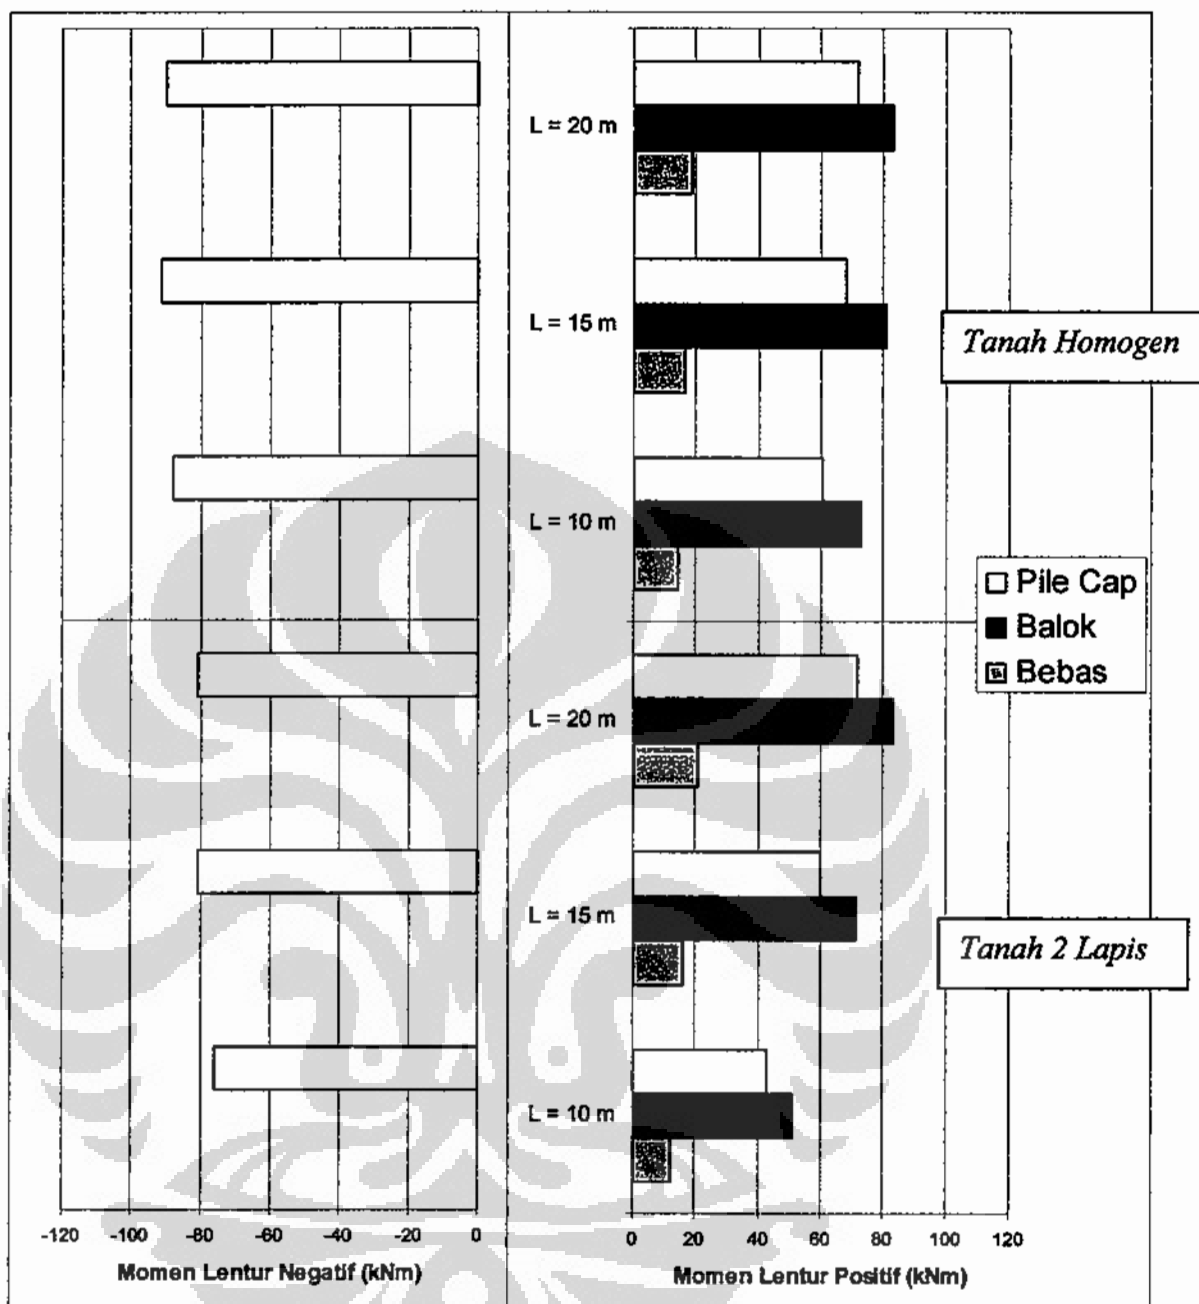 L = 20 m
L = 15 m
Tanah Homogen
L = 10 m
Pile Cap
Balok
Bebas
L = 20 m
L = 15 m
Tanah 2 Lapis
L = 10 m
-120 -100 -80 -60 -40 -20 0
0 20 40 60 80 100 120
Momen Lentur Negatif (kNm)
Momen Lentur Positif (kNm)